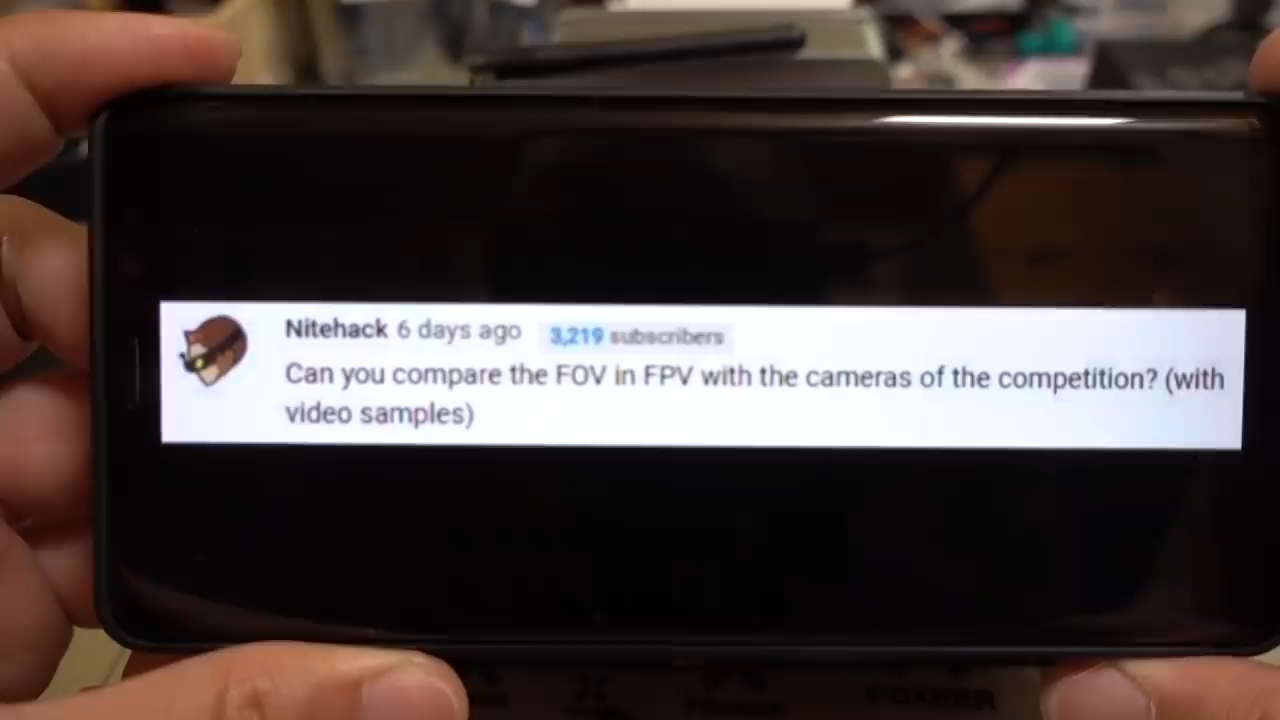 Nitehack 6 days ago 3,219 subscribers
Can you compare the FOV in FPV with the cameras of the competition? (with
video samples)
FOXEER